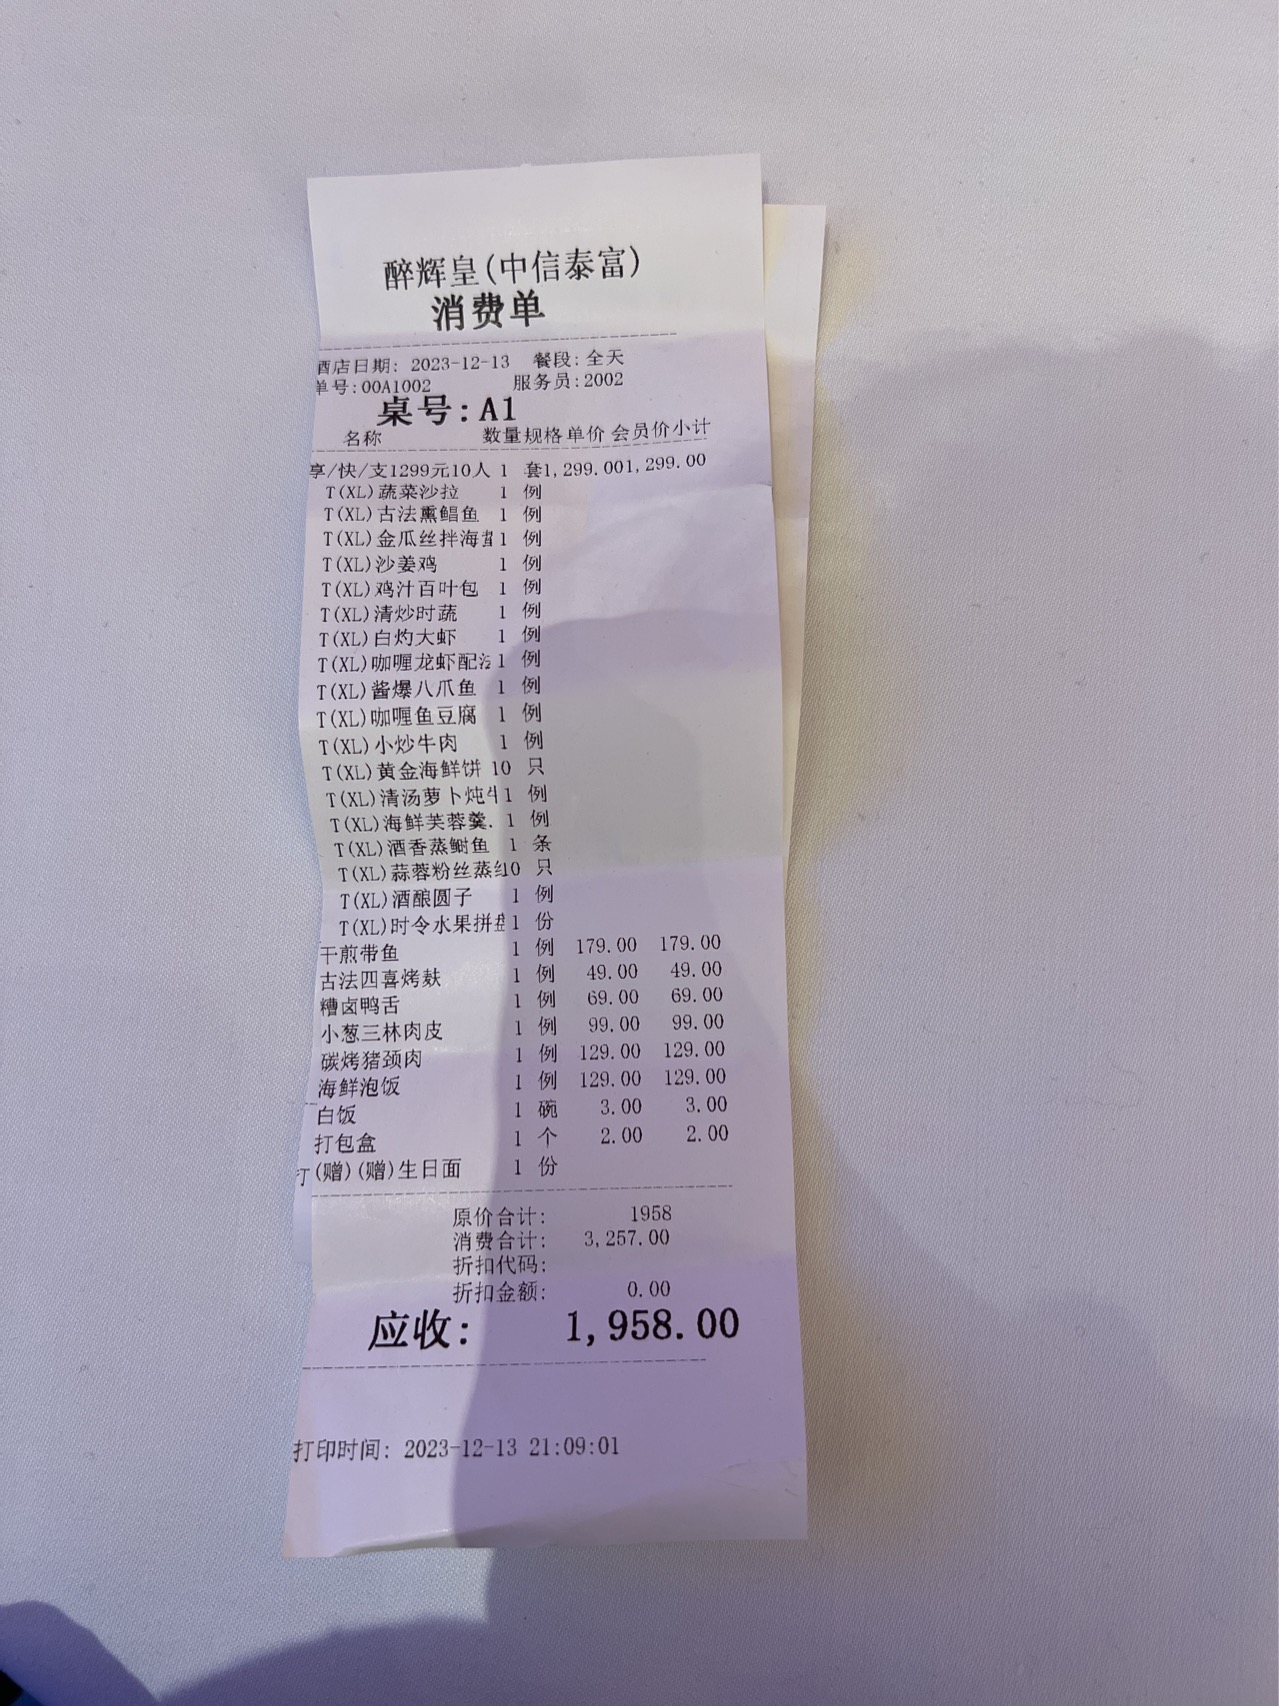 醉辉皇(中信泰富)
消费单
酒店日期: 2023-12-13 餐段: 全天
单号:00A1002 服务员:2002
桌号:A1
名称 数量规格单价 会员价小计
享/快/支1299元10人 1 套1,299.001,299.00
T(XL)蔬菜沙拉 1 例
T(XL)古法熏鲳鱼 1 例
T(XL)金瓜丝拌海蜇1 例
T(XL)沙姜鸡 1 例
T(XL)鸡汁百叶包 1 例
T(XL)清炒时蔬 1 例
T(XL)白灼大虾 1 例
T(XL)咖喱龙虾配 1 例
T(XL)酱爆八爪鱼 1 例
T(XL)咖喱鱼豆腐 1 例
T(XL)小炒牛肉 1 例
T(XL)黄金海鲜饼 10 只
T(XL)清汤萝卜炖牛1 例
T(XL)海鲜芙蓉羹. 1 例
T(XL)酒香蒸鲥鱼 1 条
T(XL)蒜蓉粉丝蒸 0 只
T(XL)酒酿圆子 1 例
T(XL)时令水果拼盘1 份
干煎带鱼 1 例 179.00 179.00
古法四喜烤麸 1 例 49.00 49.00
糟卤鸭舌 1 例 69.00 69.00
小葱三林肉皮 1 例 99.00 99.00
碳烤猪颈肉 1 例 129.00 129.00
海鲜泡饭 1 例 129.00 129.00
白饭 1 碗 3.00 3.00
打包盒 1 个 2.00 2.00
打(赠)(赠)生日面 1 份
原价合计: 1958
消费合计: 3,257.00
折扣代码:
折扣金额: 0.00
应收: 1,958.00
打印时间: 2023-12-13 21:09:01